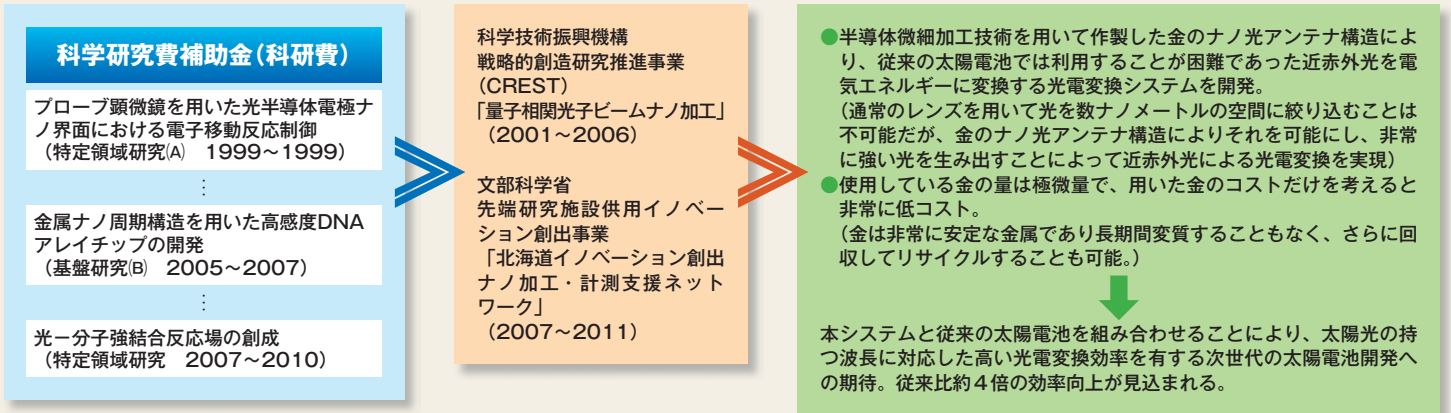 科学研究費補助金(科研費)
プローブ顕微鏡を用いた光半導体電極ナ
ノ界面における電子移動反応制御
(特定領域研究(A) 1999〜1999)
⋮
金属ナノ周期構造を用いた高感度DNA
アレイチップの開発
(基盤研究(B) 2005〜2007)
⋮
光－分子強結合反応場の創成
(特定領域研究 2007〜2010)
科学技術振興機構
戦略的創造研究推進事業
(CREST)
「量子相関光子ビームナノ加工」
(2001〜2006)
文部科学省
先端研究施設供用イノベー
ション創出事業
「北海道イノベーション創出
ナノ加工・計測支援ネット
ワーク」
(2007〜2011)
●半導体微細加工技術を用いて作製した金のナノ光アンテナ構造によ
り、従来の太陽電池では利用することが困難であった近赤外光を電
気エネルギーに変換する光電変換システムを開発。
(通常のレンズを用いて光を数ナノメートルの空間に絞り込むことは
不可能だが、金のナノ光アンテナ構造によりそれを可能にし、非常
に強い光を生み出すことによって近赤外光による光電変換を実現)
●使用している金の量は極微量で、用いた金のコストだけを考えると
非常に低コスト。
(金は非常に安定な金属であり長期間変質することもなく、さらに回
収してリサイクルすることも可能。)
本システムと従来の太陽電池を組み合わせることにより、太陽光の持
つ波長に対応した高い光電変換効率を有する次世代の太陽電池開発へ
の期待。従来比約４倍の効率向上が見込まれる。